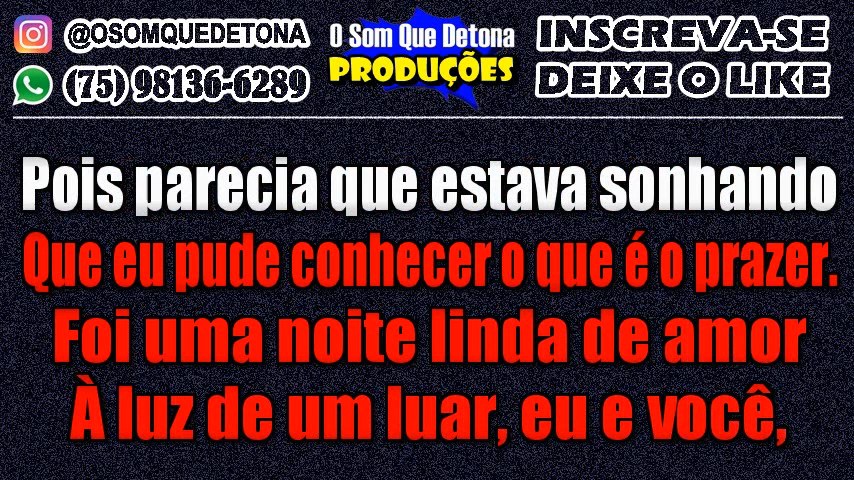 @OSOMQUEDETONA
(75) 98136-6289
O Som Que Detona
PRODUÇÕES
INSCREVA-SE
DEIXE O LIKE
Pois parecia que estava sonhando
Que eu pude conhecer o que é o prazer.
Foi uma noite linda de amor
À luz de um luar, eu e você,